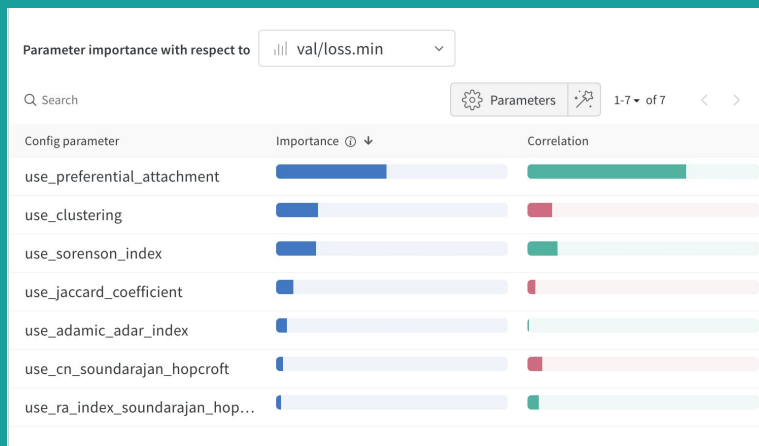 Parameter importance with respect to val/loss.min
Search Parameters 1-7 of 7
Config parameter Importance Correlation
use_preferential_attachment
use_clustering
use_sorenson_index
use_jaccard_coefficient
use_adamic_adar_index
use_cn_soundarajan_hopcroft
use_ra_index_soundarajan_hop...